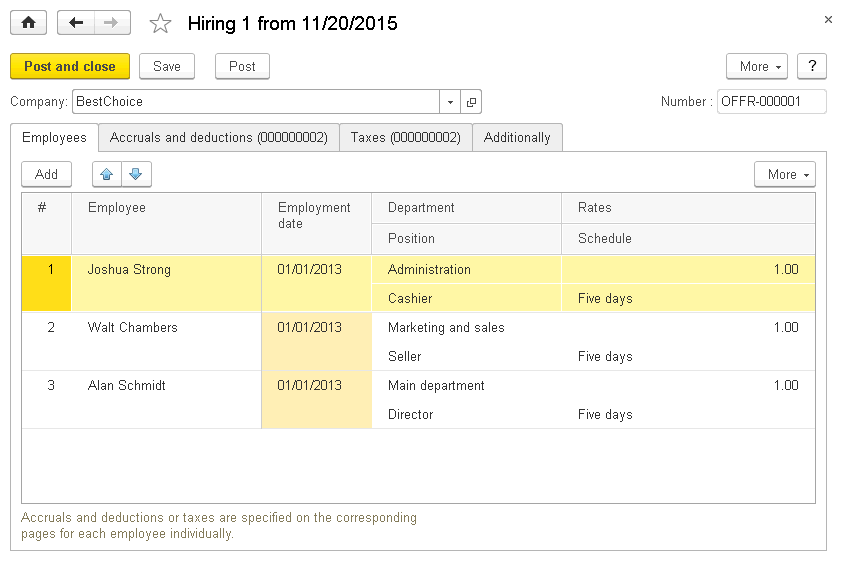 Hiring 1 from 11/20/2015
Post and close Save Post More ?
Company: BestChoice Number : OFFR-000001
Employees Accruals and deductions (000000002) Taxes (000000002) Additionally
Add More
# Employee Employment date Department Rates
Position Schedule
1 Joshua Strong 01/01/2013 Administration 1.00
Cashier Five days
2 Walt Chambers 01/01/2013 Marketing and sales 1.00
Seller Five days
3 Alan Schmidt 01/01/2013 Main department 1.00
Director Five days
Accruals and deductions or taxes are specified on the corresponding
pages for each employee individually.